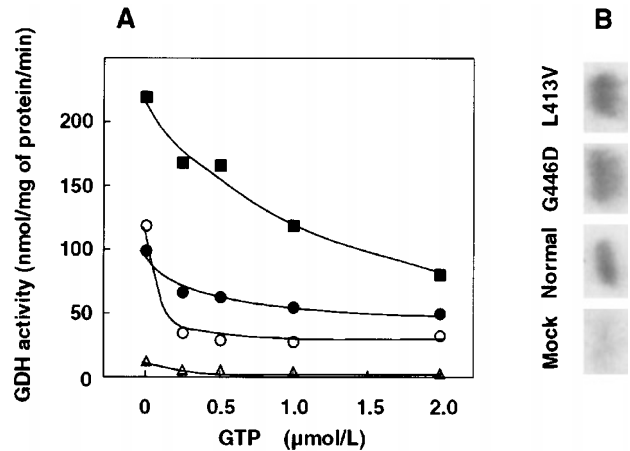 A
B
GDH activity (nmol/mg of protein/min)
200
150
100
50
0
0
0.5
1.0
1.5
2.0
GTP (μmol/L)
L413V
G446D
Normal
Mock